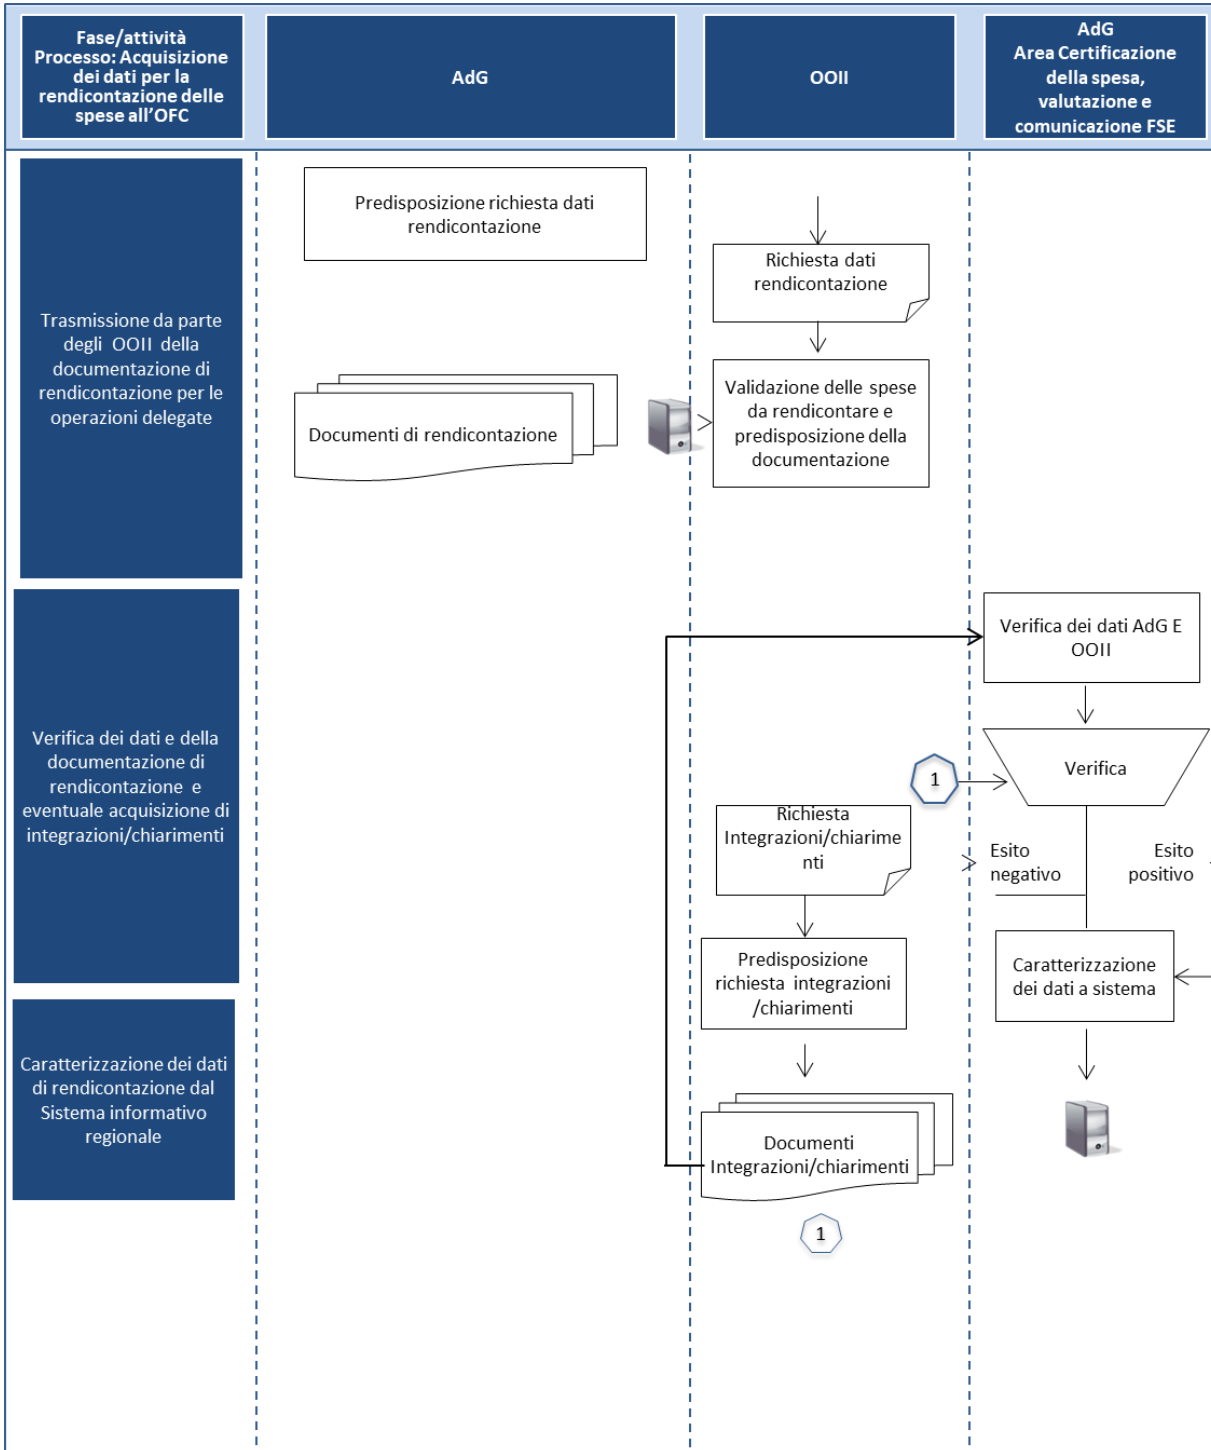 Fase/attività
Processo: Acquisizione
dei dati per la
rendicontazione delle
spese all'OFC
AdG
OOII
AdG
Area Certificazione
della spesa,
valutazione e
comunicazione FSE
Trasmissione da parte
degli OOII della
documentazione di
rendicontazione per le
operazioni delegate
Predisposizione richiesta dati
rendicontazione
Richiesta dati
rendicontazione
Documenti di rendicontazione
Validazione delle spese
da rendicontare e
predisposizione della
documentazione
Verifica dei dati e della
documentazione di
rendicontazione e
eventuale acquisizione di
integrazioni/chiarimenti
Verifica dei dati AdG E
OOII
1
Verifica
Richiesta
Integrazioni/chiarime
nti
Esito
negativo
Esito
positivo
Predisposizione
richiesta integrazioni
/chiarimenti
Caratterizzazione
dei dati a sistema
Caratterizzazione dei dati
di rendicontazione dal
Sistema informativo
regionale
Documenti
Integrazioni/chiarimenti
1